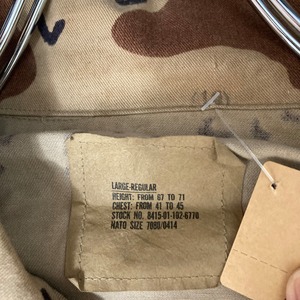 LARGE-REGULAR
HEIGHT: FROM 67 TO 71
CHEST: FROM 41 TO 45
STOCK NO. 8415-01-102-6770
NATO SIZE 7080/0414